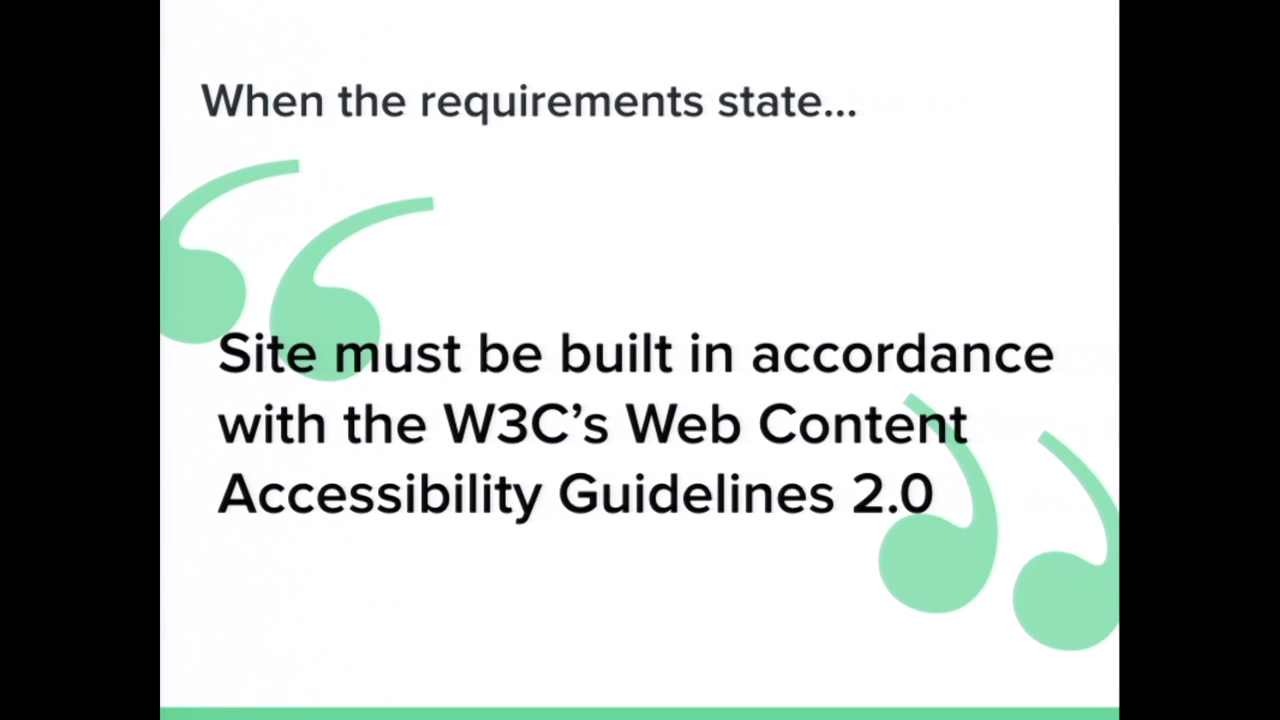 When the requirements state...
Site must be built in accordance
with the W3C’s Web Content
Accessibility Guidelines 2.0